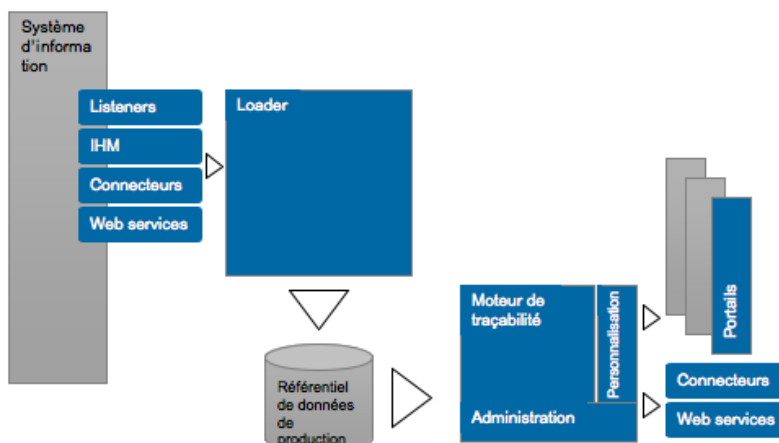 Système
d'informa
tion
Listeners
IHM
Connecteurs
Web services
Loader
Référentiel
de données
de
production
Moteur de
traçabilité
Personnalisation
Administration
Portails
Connecteurs
Web services